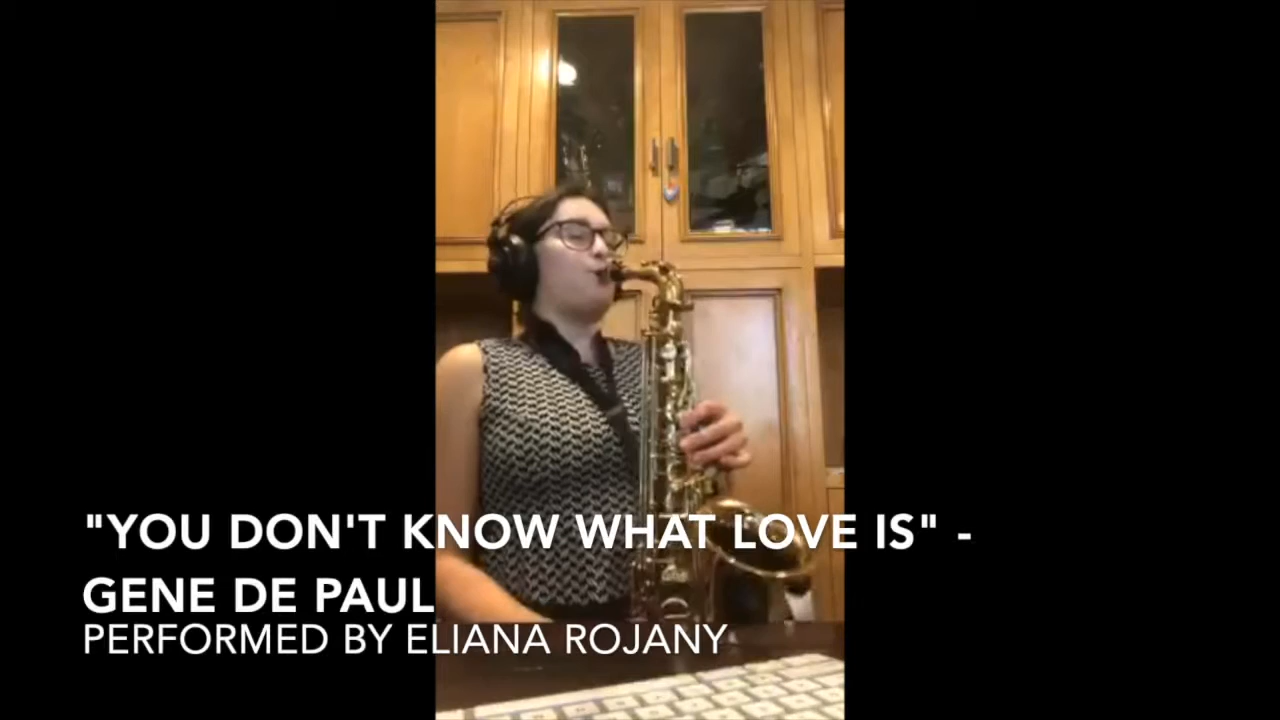 "YOU DON'T KNOW WHAT LOVE IS" -
GENE DE PAUL
PERFORMED BY ELIANA ROJANY